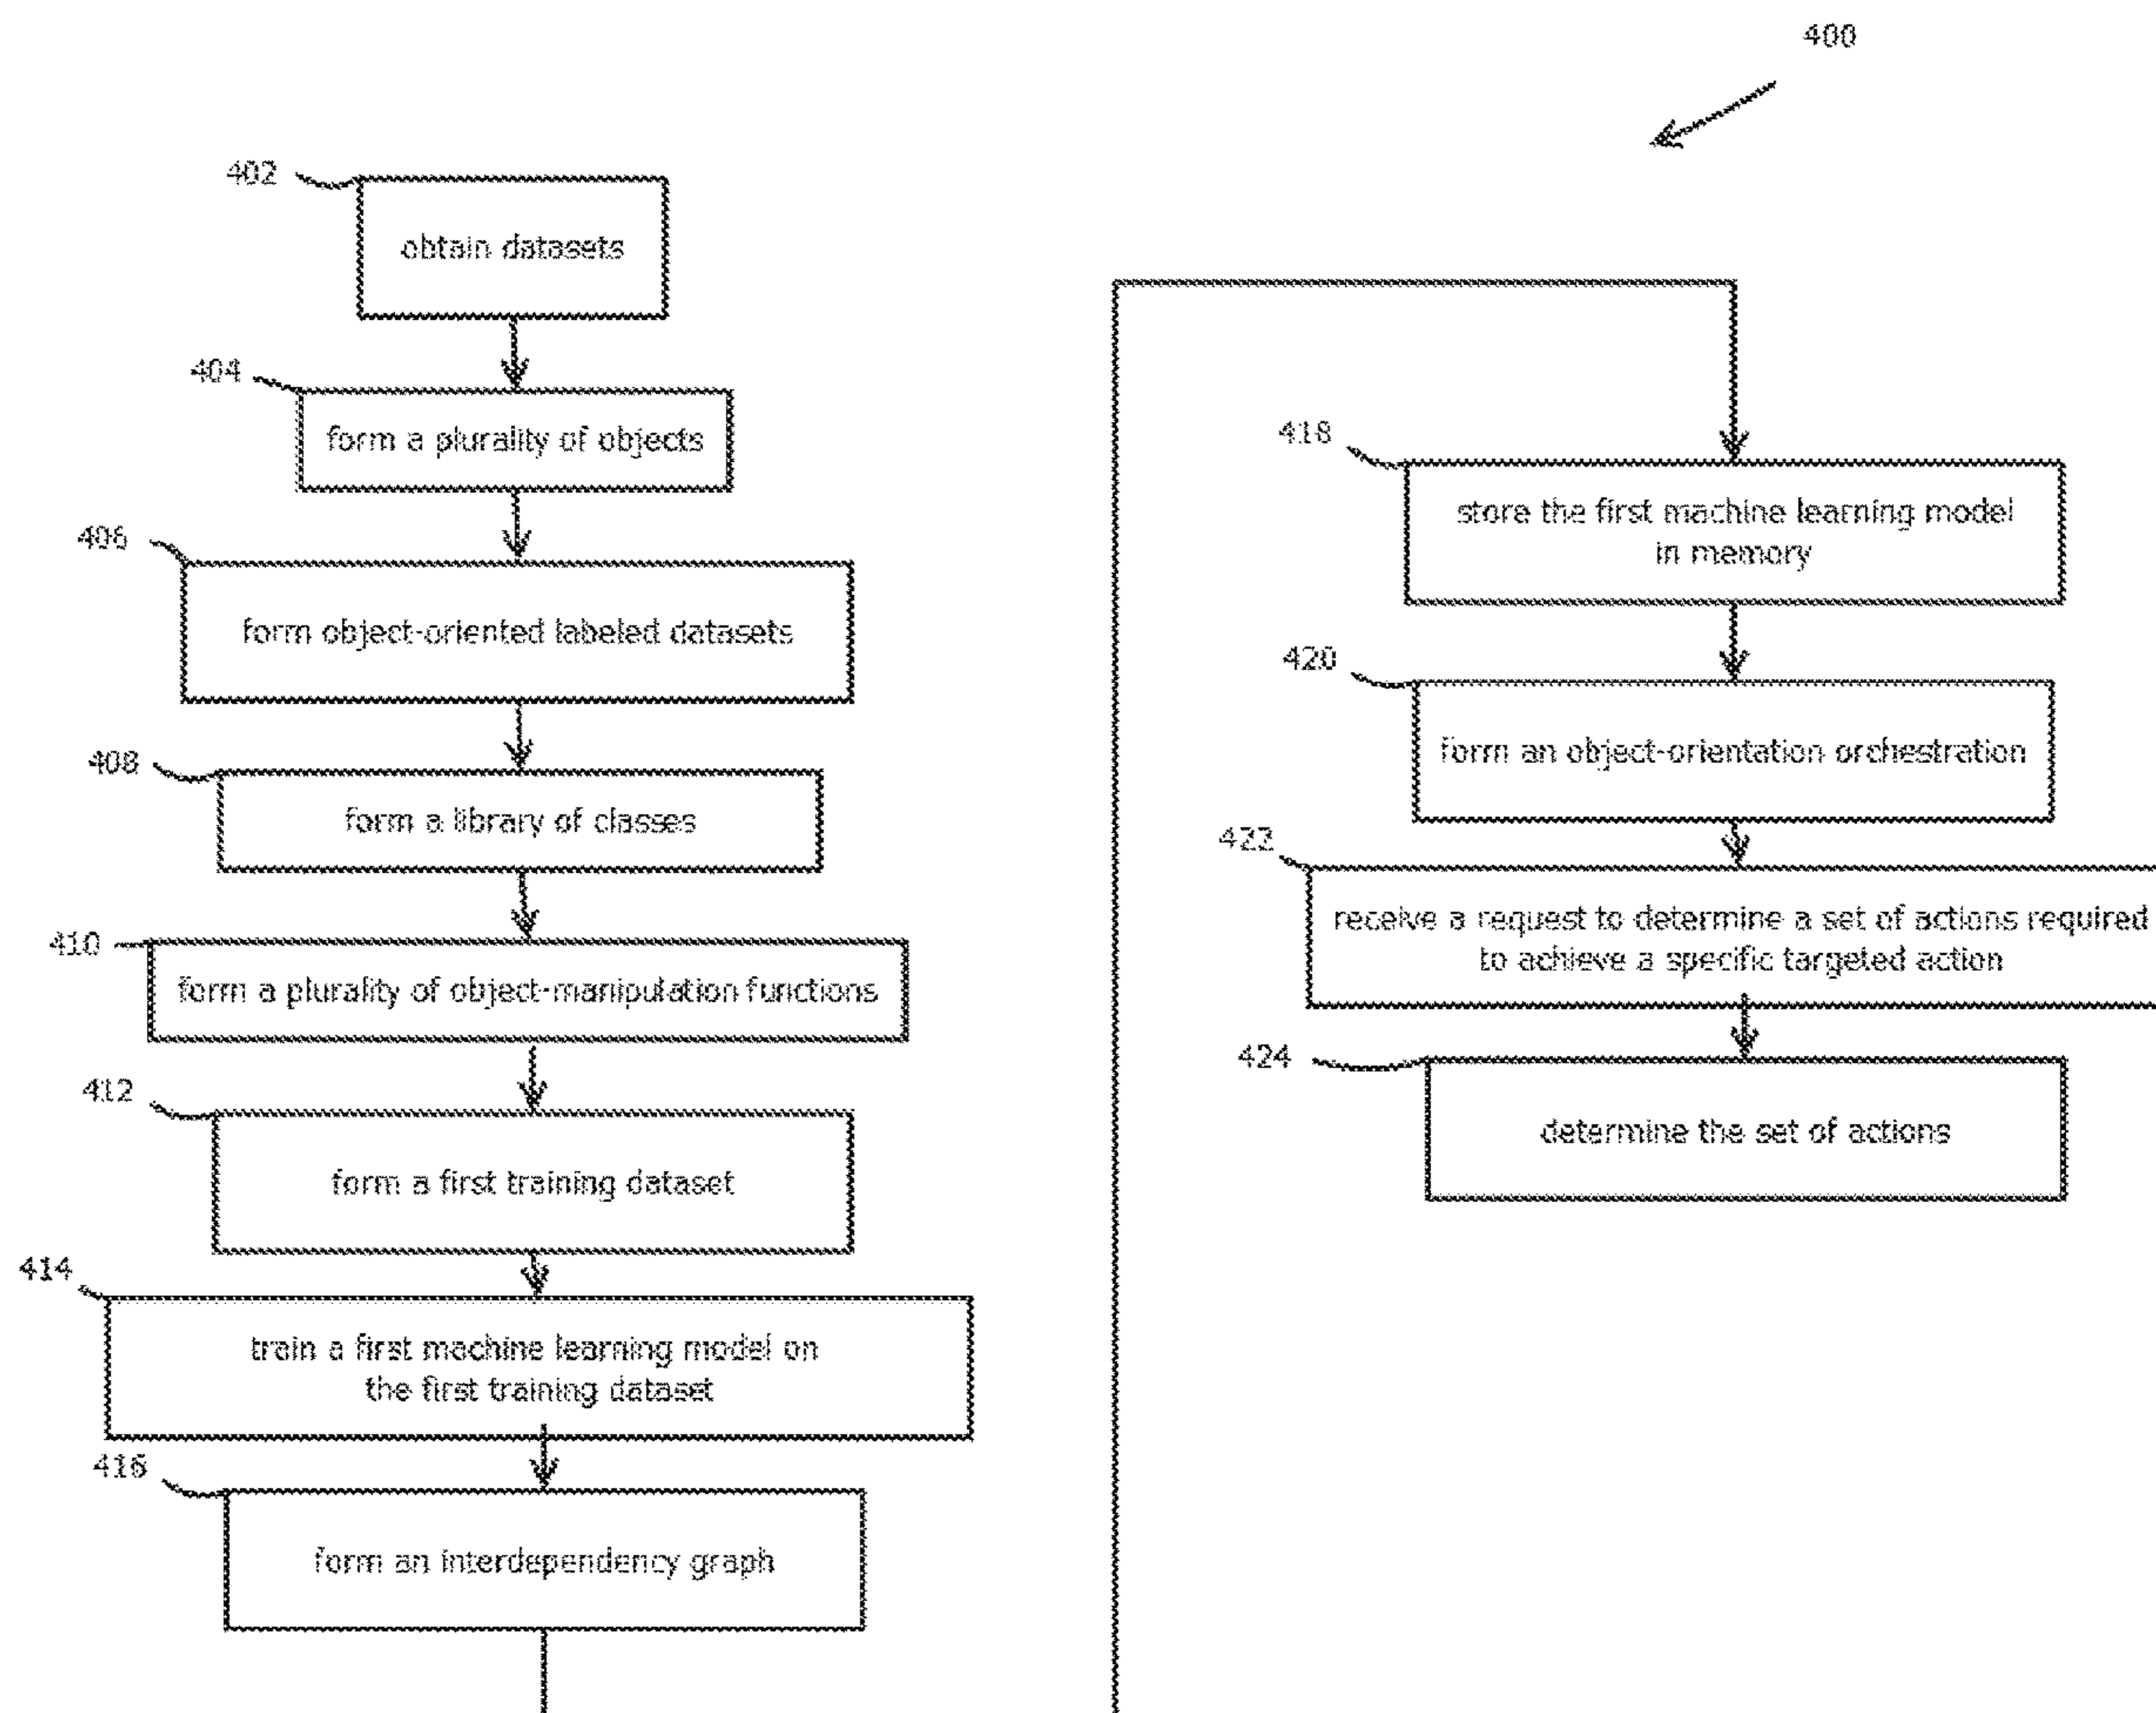 400
402
obtain datasets
404
form a plurality of objects
406
form object-oriented labeled datasets
408
form a library of classes
410
form a plurality of object-manipulation functions
412
form a first training dataset
414
train a first machine learning model on
the first training dataset
416
form an interdependency graph
418
store the first machine learning model
in memory
420
form an object-orientation orchestration
422
receive a request to determine a set of actions required
to achieve a specific targeted action
424
determine the set of actions